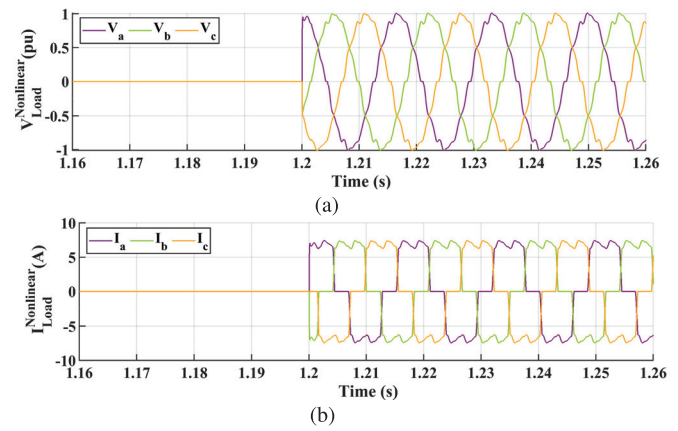 1
0.5
0
-0.5
-1
V_Load^Nonlinear(pu)
V_a V_b V_c
1.16 1.17 1.18 1.19 1.2 1.21 1.22 1.23 1.24 1.25 1.26
Time (s)
(a)
10
5
0
-5
-10
I_Load^Nonlinear(A)
I_a I_b I_c
1.16 1.17 1.18 1.19 1.2 1.21 1.22 1.23 1.24 1.25 1.26
Time (s)
(b)